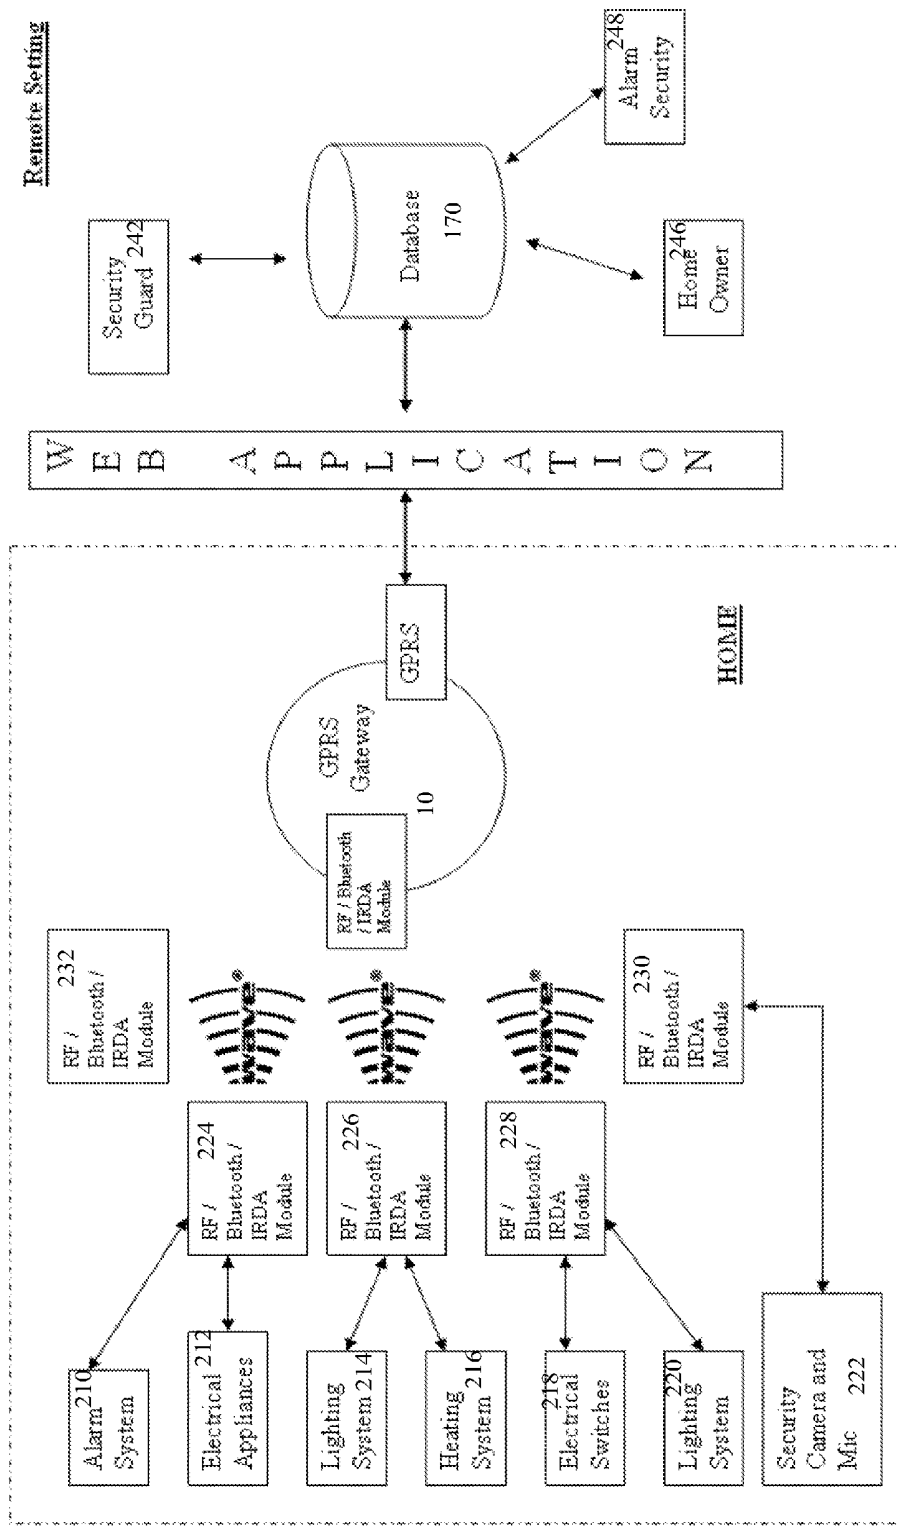 Remote Setting
Security
Guard 242
Database
170
248
Alarm
Security
246
Home
Owner
WEB APPLICATION
HOME
GPRS
GPRS
Gateway
10
RF / Bluetooth
/ IRDA
Module
232
RF /
Bluetooth /
IRDA
Module
wave
wave
wave
230
RF /
Bluetooth /
IRDA
Module
224
RF /
Bluetooth /
IRDA
Module
226
RF /
Bluetooth /
IRDA
Module
228
RF /
Bluetooth /
IRDA
Module
210
Alarm
System
212
Electrical
Appliances
Lighting
System 214
Heating
System 216
218
Electrical
Switches
220
Lighting
System
Security
Camera and
Mic 222